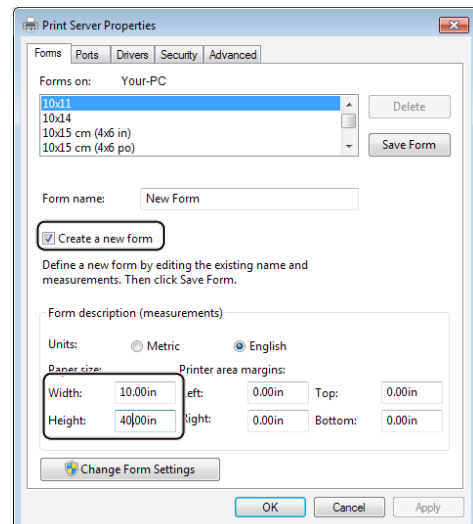 Print Server Properties
Forms Ports Drivers Security Advanced
Forms on: Your-PC
10x11
10x14
10x15 cm (4x6 in)
10x15 cm (4x6 po)
Delete
Save Form
Form name: New Form
Create a new form
Define a new form by editing the existing name and
measurements. Then click Save Form.
Form description (measurements)
Units: Metric English
Paper size: Printer area margins:
Width: 10.00in Left: 0.00in Top: 0.00in
Height: 40.00in Right: 0.00in Bottom: 0.00in
Change Form Settings
OK Cancel Apply